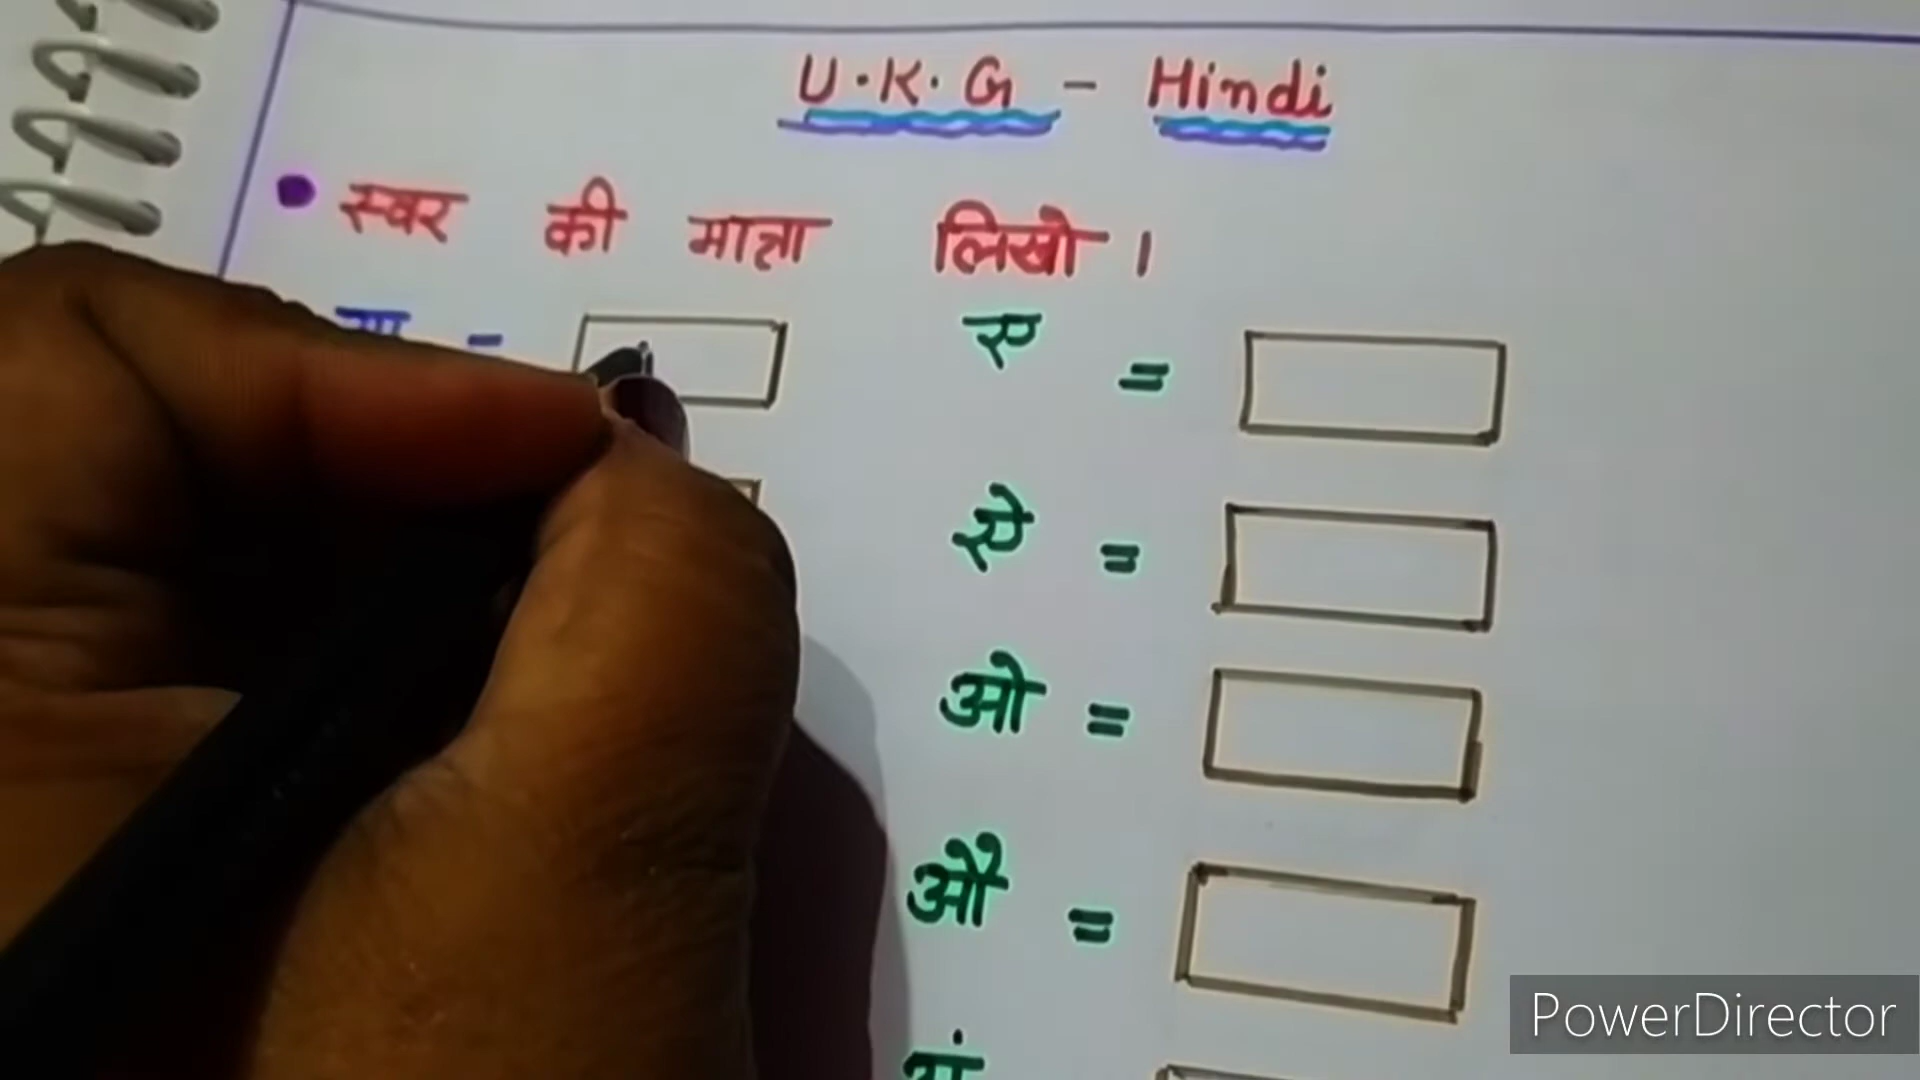 U.K.G - Hindi
• स्वर की मात्रा लिखो ।
ए =
ऐ =
ओ =
औ =
अं
PowerDirector